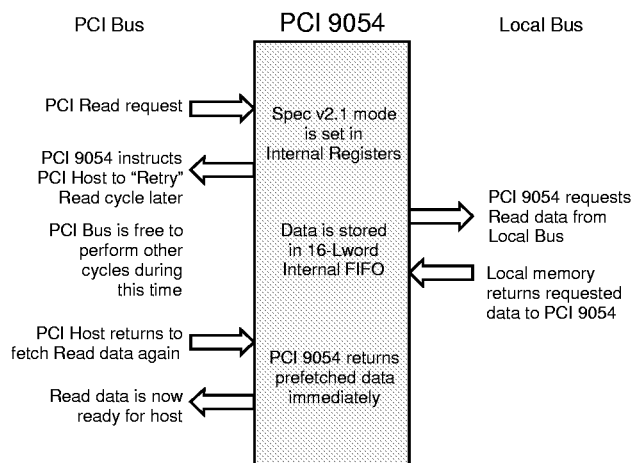 PCI Bus
PCI 9054
Local Bus
PCI Read request
Spec v2.1 mode
is set in
Internal Registers
PCI 9054 instructs
PCI Host to “Retry”
Read cycle later
PCI Bus is free to
perform other
cycles during
this time
Data is stored
in 16-Lword
Internal FIFO
PCI 9054 requests
Read data from
Local Bus
Local memory
returns requested
data to PCI 9054
PCI Host returns to
fetch Read data again
PCI 9054 returns
prefetched data
immediately
Read data is now
ready for host